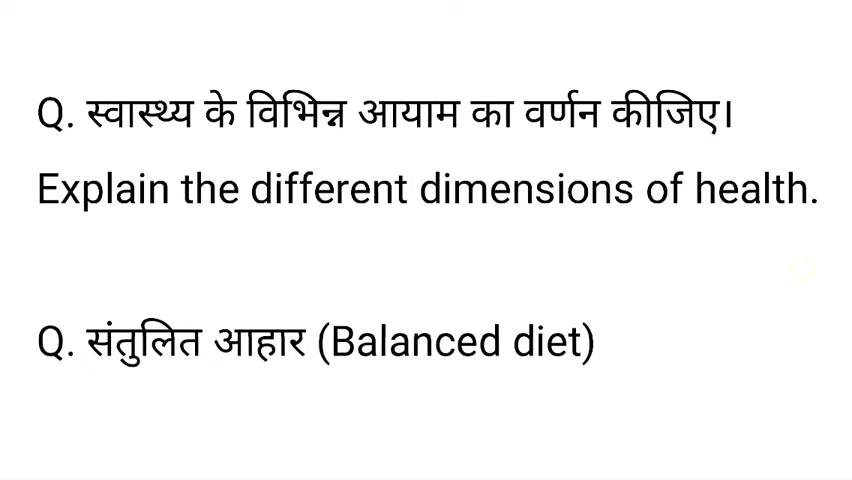 Q. स्वास्थ्य के विभिन्न आयाम का वर्णन कीजिए।
Explain the different dimensions of health.
Q. संतुलित आहार (Balanced diet)